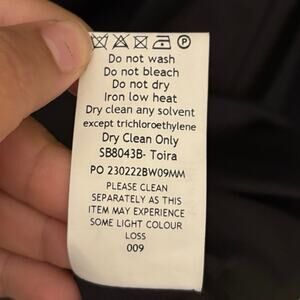 P
Do not wash
Do not bleach
Do not dry
Iron low heat
Dry clean any solvent
except trichloroethylene
Dry Clean Only
SB8043B- Toira
PO 230222BW09MM
PLEASE CLEAN
SEPARATELY AS THIS
ITEM MAY EXPERIENCE
SOME LIGHT COLOUR
LOSS
009